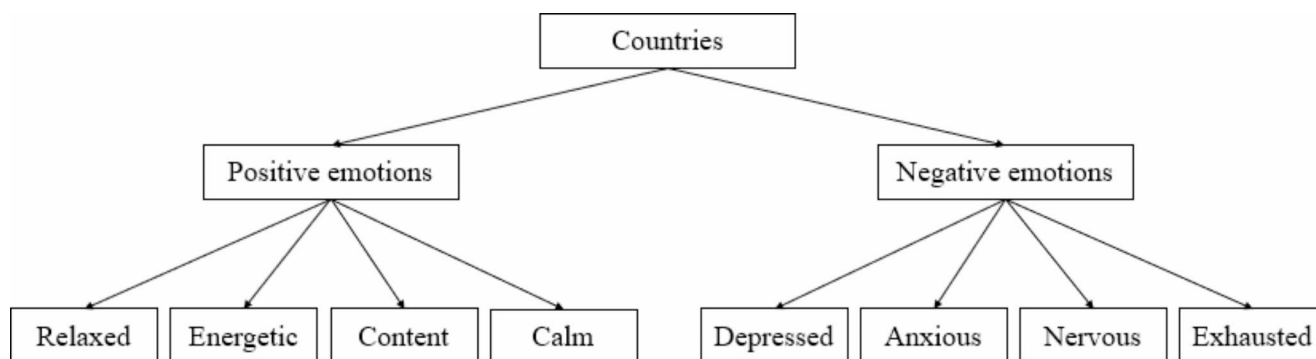 Countries
Positive emotions
Negative emotions
Relaxed
Energetic
Content
Calm
Depressed
Anxious
Nervous
Exhausted